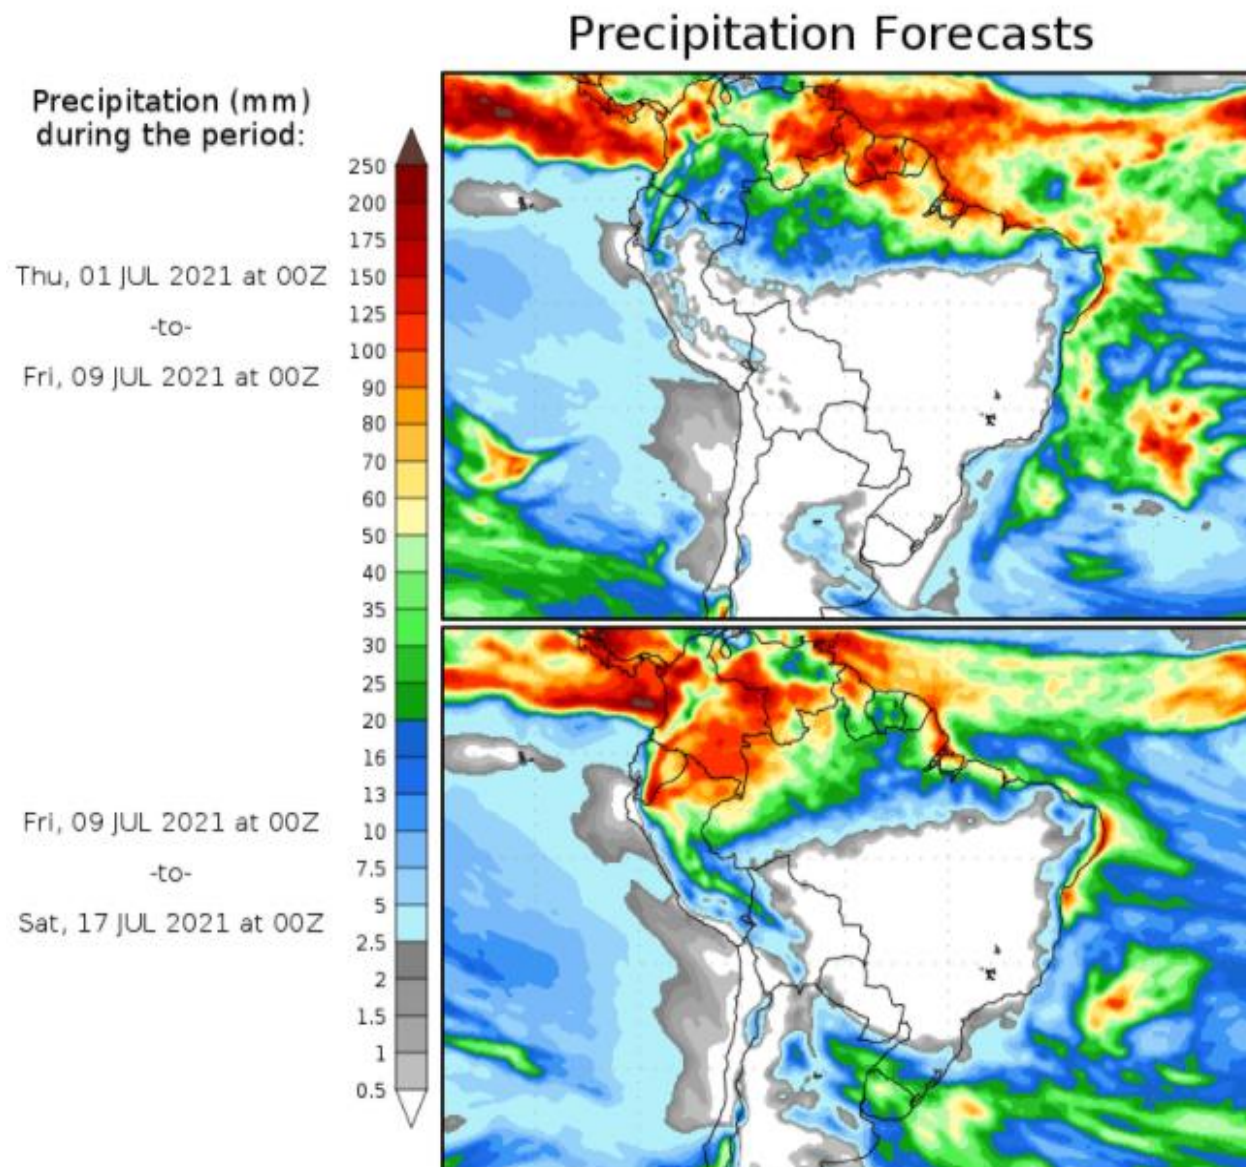 Precipitation Forecasts
Precipitation (mm)
during the period:
Thu, 01 JUL 2021 at 00Z
-to-
Fri, 09 JUL 2021 at 00Z
Fri, 09 JUL 2021 at 00Z
-to-
Sat, 17 JUL 2021 at 00Z
250
200
175
150
125
100
90
80
70
60
50
40
35
30
25
20
16
13
10
7.5
5
2.5
2
1.5
1
0.5